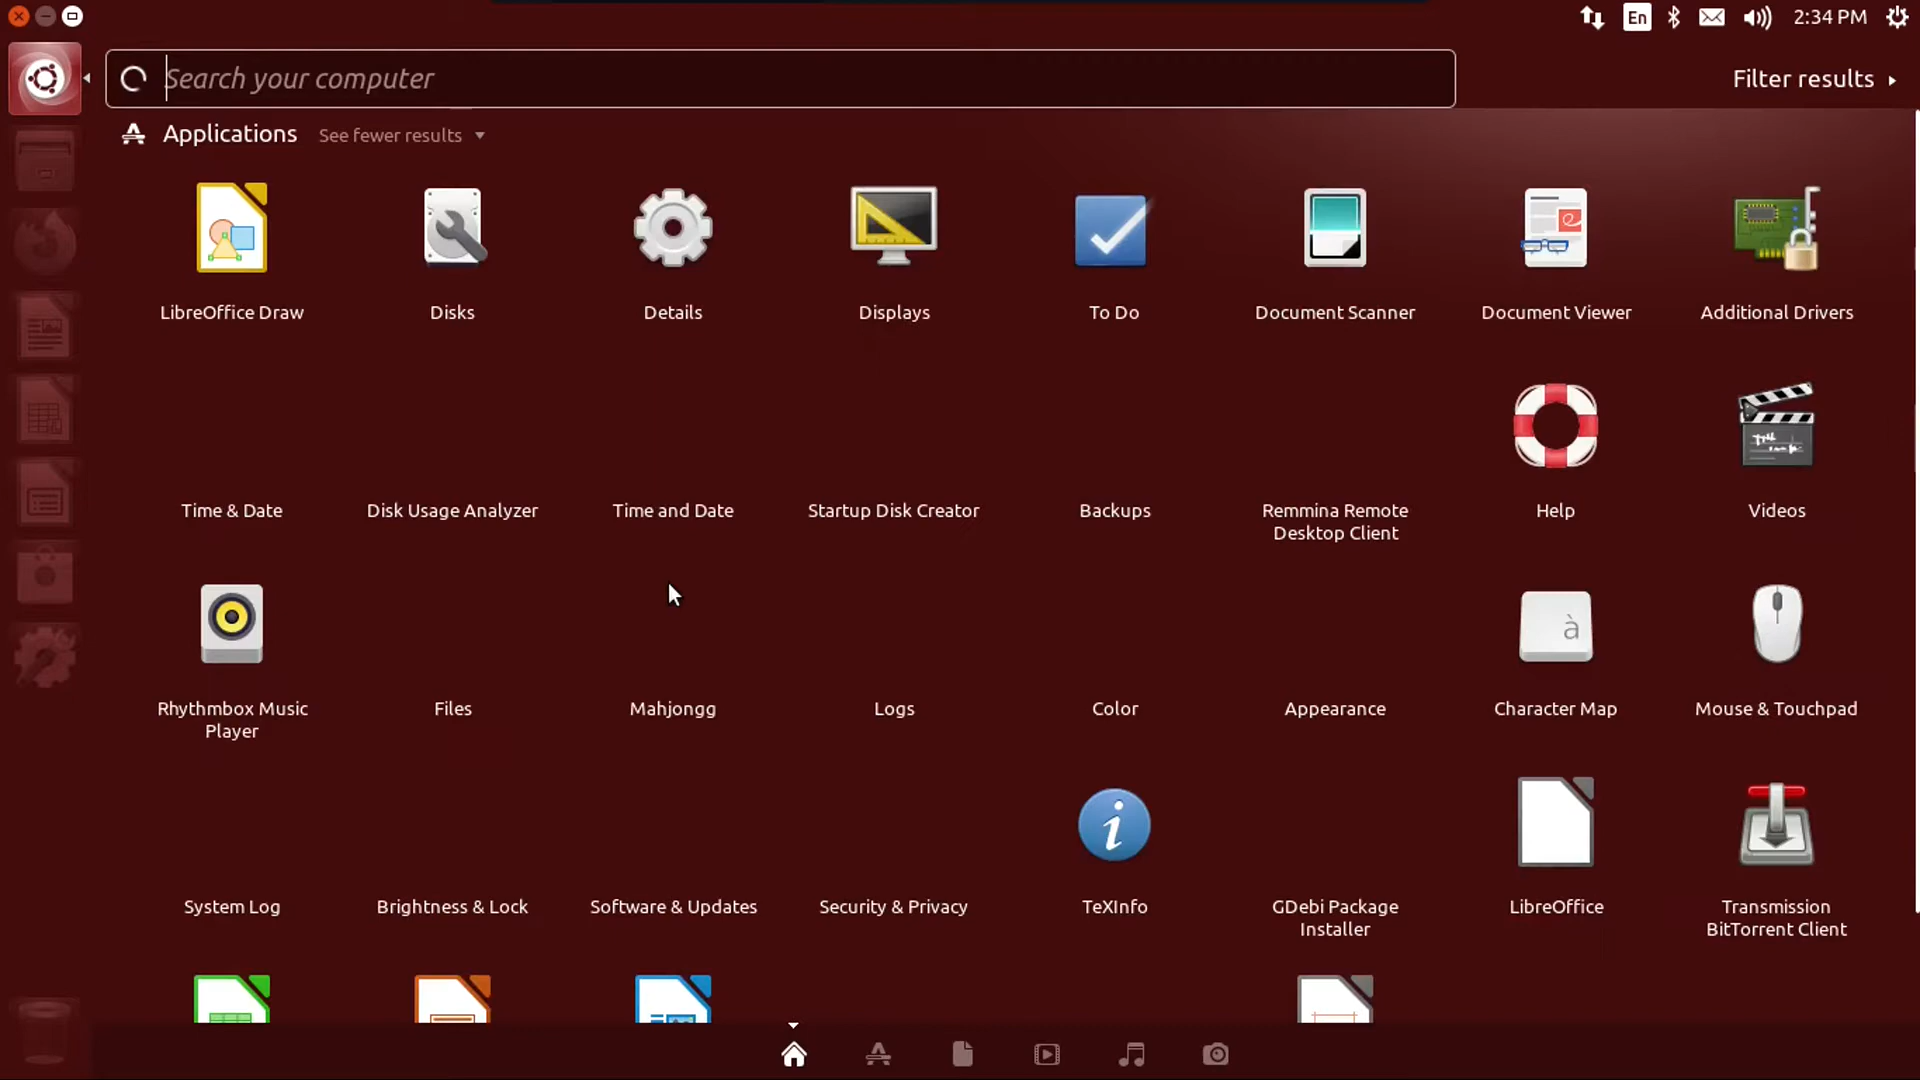 En
2:34 PM
Search your computer
Filter results
Applications See fewer results
LibreOffice Draw
Disks
Details
Displays
To Do
Document Scanner
Document Viewer
Additional Drivers
Time & Date
Disk Usage Analyzer
Time and Date
Startup Disk Creator
Backups
Remmina Remote
Desktop Client
Help
Videos
Rhythmbox Music
Player
Files
Mahjongg
Logs
Color
Appearance
à
Character Map
Mouse & Touchpad
System Log
Brightness & Lock
Software & Updates
Security & Privacy
i
TeXInfo
GDebi Package
Installer
LibreOffice
Transmission
BitTorrent Client